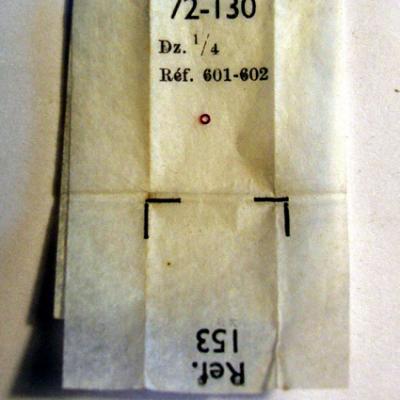 72-130
Dz. 1/4
Réf. 601-602
Ref.
153